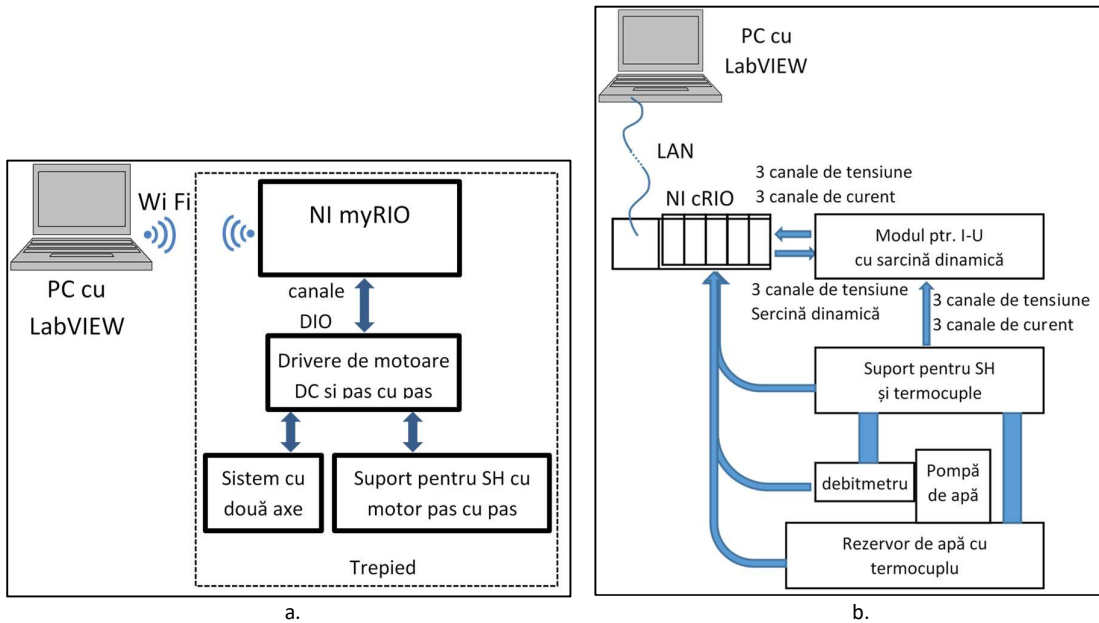 Wi Fi
PC cu
LabVIEW
NI myRIO
canale
DIO
Drivere de motoare
DC si pas cu pas
Sistem cu
două axe
Suport pentru SH cu
motor pas cu pas
Trepied
a.
PC cu
LabVIEW
LAN
NI cRIO
3 canale de tensiune
3 canale de curent
Modul ptr. I-U
cu sarcină dinamică
3 canale de tensiune
Sercină dinamică
3 canale de tensiune
3 canale de curent
Suport pentru SH
și termocuple
debitmetru
Pompă
de apă
Rezervor de apă cu
termocuplu
b.